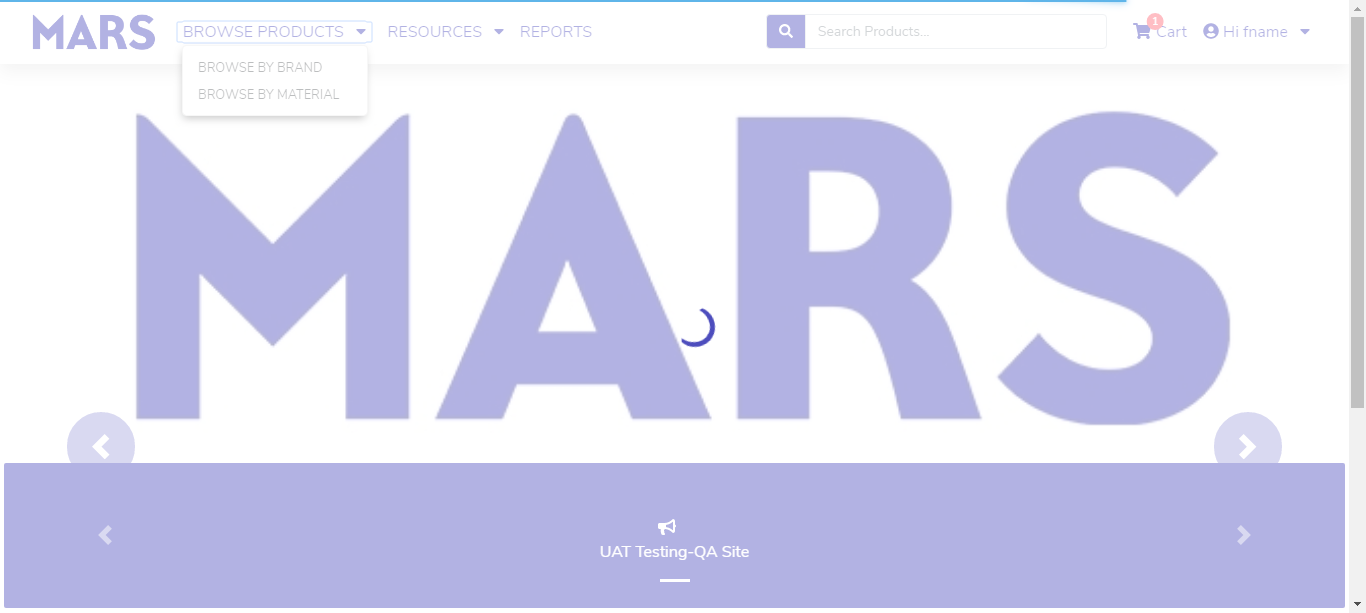 MARS
BROWSE PRODUCTS
RESOURCES
REPORTS
Search Products...
1
Cart
Hi fname
BROWSE BY BRAND
BROWSE BY MATERIAL
MARS
UAT Testing-QA Site